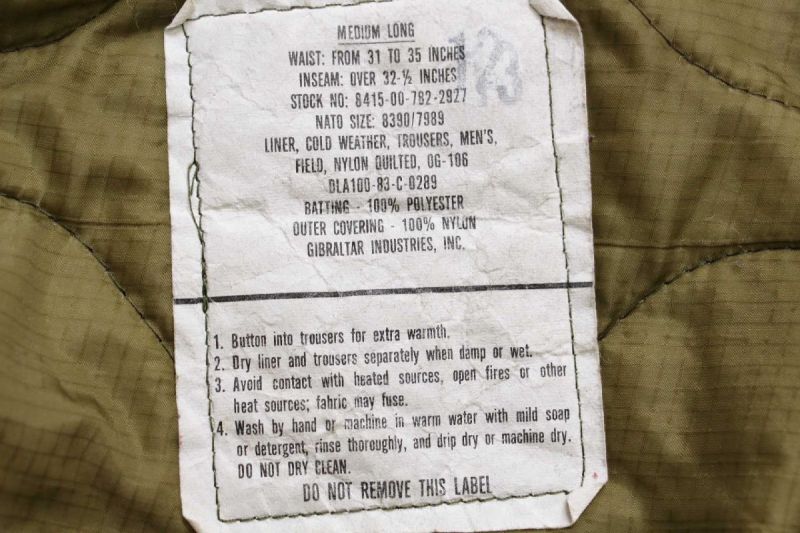 MEDIUM LONG
WAIST: FROM 31 TO 35 INCHES
INSEAM: OVER 32-½ INCHES
STOCK NO: 8415-00-782-2927
NATO SIZE: 8390/7989
LINER, COLD WEATHER, TROUSERS, MEN'S,
FIELD, NYLON QUILTED, OG-106
DLA100-83-C-0289
BATTING - 100% POLYESTER
OUTER COVERING - 100% NYLON
GIBRALTAR INDUSTRIES, INC.
1. Button into trousers for extra warmth.
2. Dry liner and trousers separately when damp or wet.
3. Avoid contact with heated sources, open fires or other
heat sources; fabric may fuse.
4. Wash by hand or machine in warm water with mild soap
or detergent, rinse thoroughly, and drip dry or machine dry.
DO NOT DRY CLEAN.
DO NOT REMOVE THIS LABEL